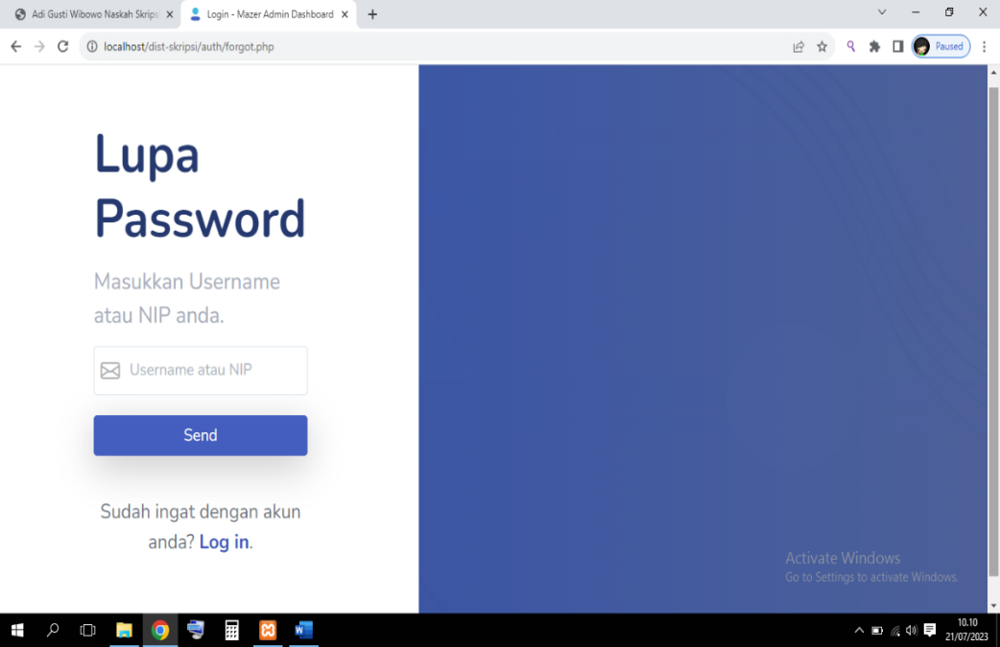 Adi Gusti Wibowo Naskah Skrips
Login - Mazer Admin Dashboard
localhost/dist-skripsi/auth/forgot.php
Paused
Lupa
Password
Masukkan Username
atau NIP anda.
Username atau NIP
Send
Sudah ingat dengan akun
anda? Log in.
Activate Windows
Go to Settings to activate Windows.
10.10
21/07/2023